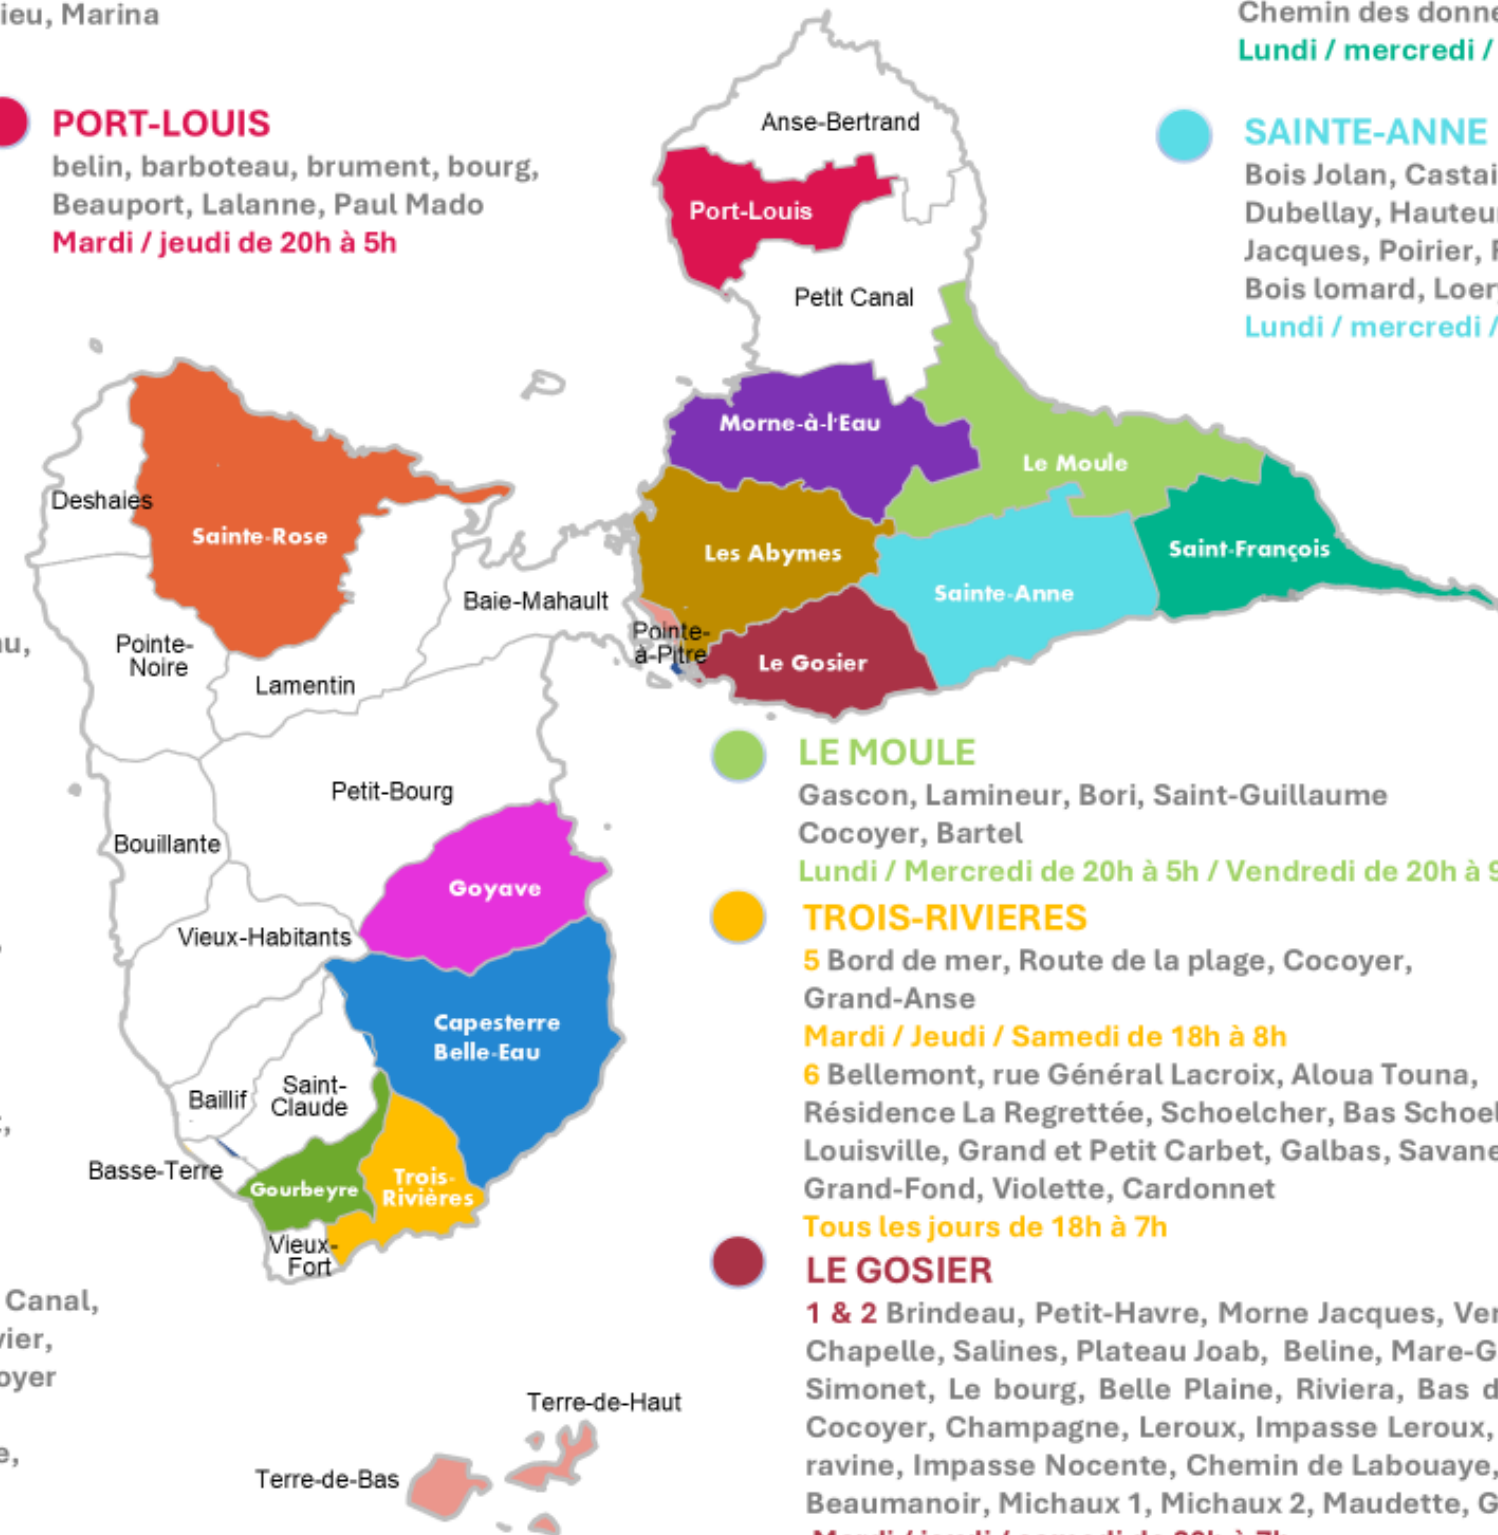 ieu, Marina
PORT-LOUIS
belin, barboteau, brument, bourg,
Beauport, Lalanne, Paul Mado
Mardi / jeudi de 20h à 5h
Chemin des donne
Lundi / mercredi /
SAINTE-ANNE
Bois Jolan, Castai
Dubellay, Hauteu
Jacques, Poirier,
Bois lomard, Loer
Lundi / mercredi /
Anse-Bertrand
Port-Louis
Petit Canal
Morne-à-l'Eau
Le Moule
Les Abymes
Sainte-Anne
Saint-François
Pointe-
à-Pitre
Le Gosier
Deshaies
Sainte-Rose
Baie-Mahault
Pointe-
Noire
Lamentin
Petit-Bourg
Bouillante
Goyave
Vieux-Habitants
Capesterre
Belle-Eau
Baillif
Saint-
Claude
Basse-Terre
Gourbeyre
Trois-
Rivières
Vieux-
Fort
Terre-de-Haut
Terre-de-Bas
Canal,
vier,
oyer
e,
LE MOULE
Gascon, Lamineur, Bori, Saint-Guillaume
Cocoyer, Bartel
Lundi / Mercredi de 20h à 5h / Vendredi de 20h à 9
TROIS-RIVIERES
5 Bord de mer, Route de la plage, Cocoyer,
Grand-Anse
Mardi / Jeudi / Samedi de 18h à 8h
6 Bellemont, rue Général Lacroix, Aloua Touna,
Résidence La Regrettée, Schoelcher, Bas Schoel
Louisville, Grand et Petit Carbet, Galbas, Savane
Grand-Fond, Violette, Cardonnet
Tous les jours de 18h à 7h
LE GOSIER
1 & 2 Brindeau, Petit-Havre, Morne Jacques, Ver
Chapelle, Salines, Plateau Joab, Beline, Mare-G
Simonet, Le bourg, Belle Plaine, Riviera, Bas d
Cocoyer, Champagne, Leroux, Impasse Leroux,
ravine, Impasse Nocente, Chemin de Labouaye,
Beaumanoir, Michaux 1, Michaux 2, Maudette, G